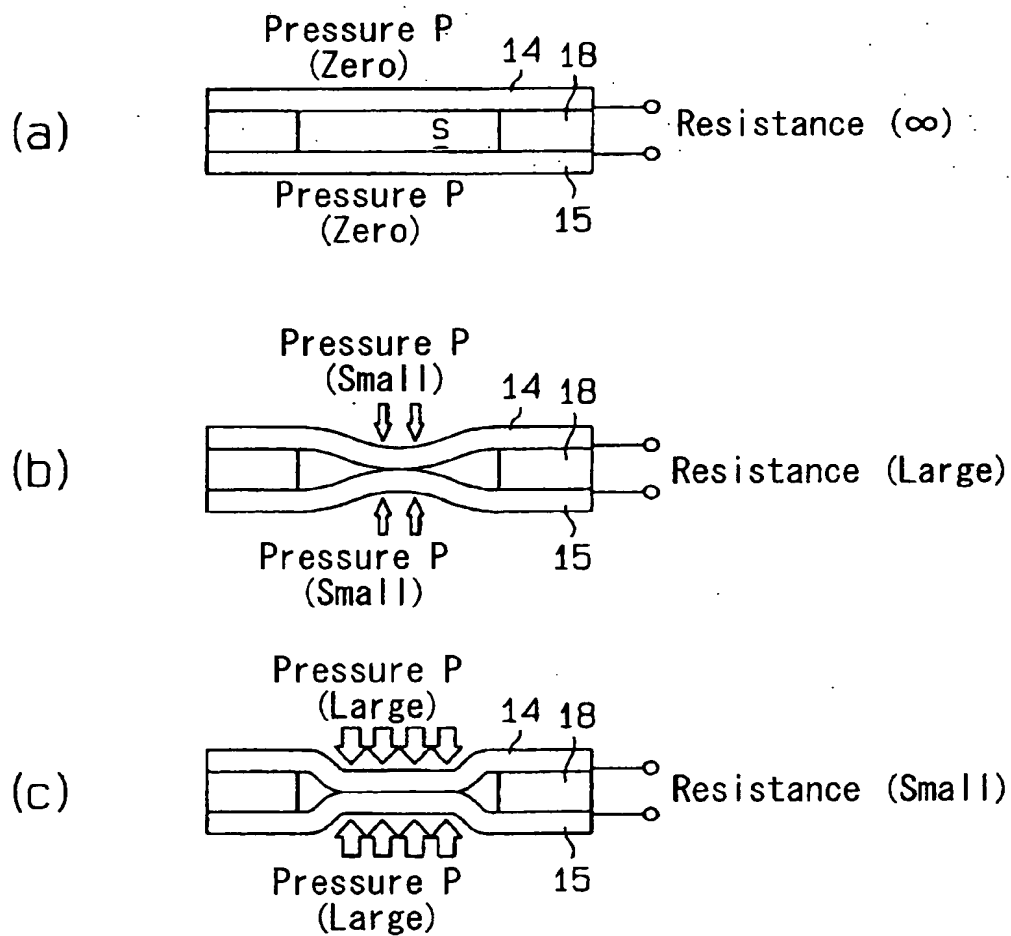 Pressure P
(Zero)
14
18
(a)
S
Resistance (∞)
Pressure P
(Zero)
15
Pressure P
(Small)
14
18
(b)
Resistance (Large)
Pressure P
(Small)
15
Pressure P
(Large)
14
18
(c)
Resistance (Small)
Pressure P
(Large)
15